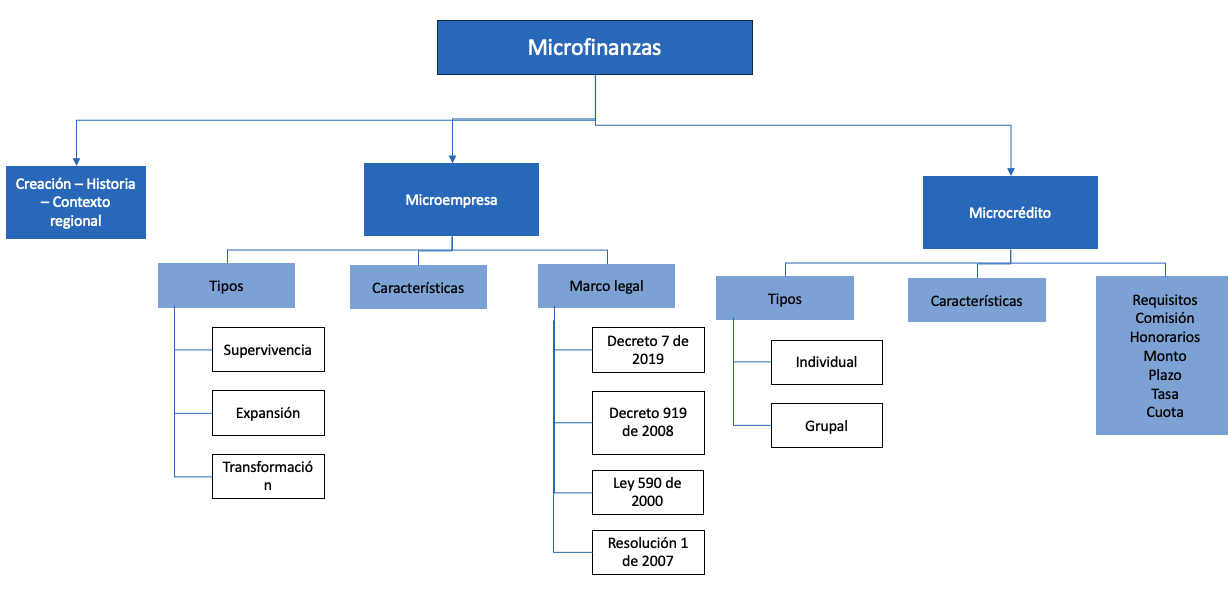 Microfinanzas
Creación – Historia
– Contexto
regional
Microempresa
Microcrédito
Tipos
Características
Marco legal
Supervivencia
Expansión
Transformació
n
Decreto 7 de
2019
Decreto 919
de 2008
Ley 590 de
2000
Resolución 1
de 2007
Tipos
Características
Individual
Grupal
Requisitos
Comisión
Honorarios
Monto
Plazo
Tasa
Cuota